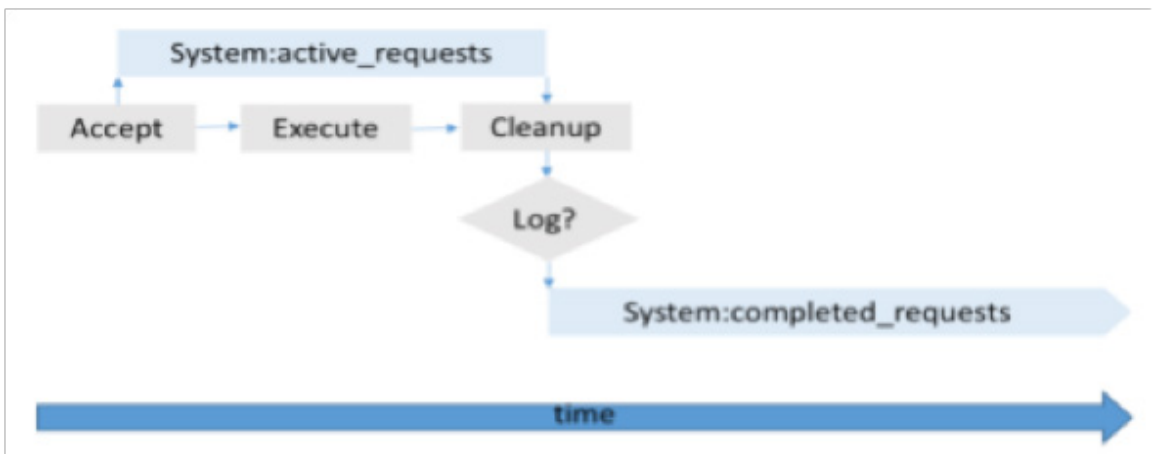 System:active_requests
Accept
Execute
Cleanup
Log?
System:completed_requests
time